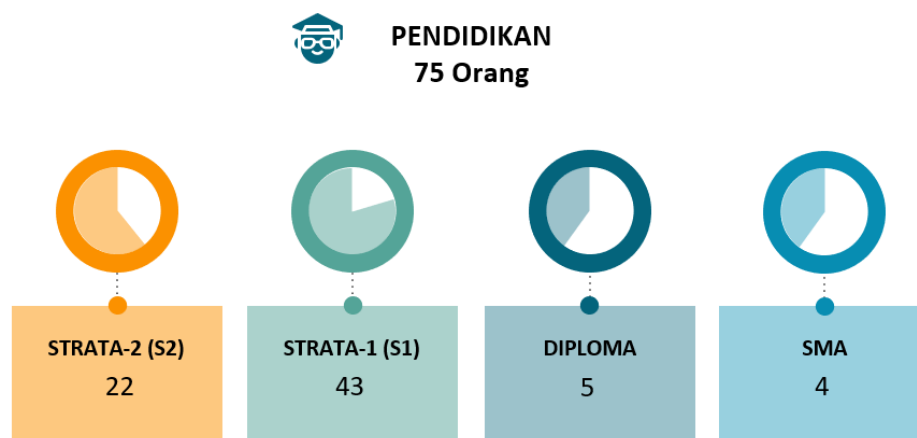 PENDIDIKAN
75 Orang
STRATA-2 (S2)
22
STRATA-1 (S1)
43
DIPLOMA
5
SMA
4